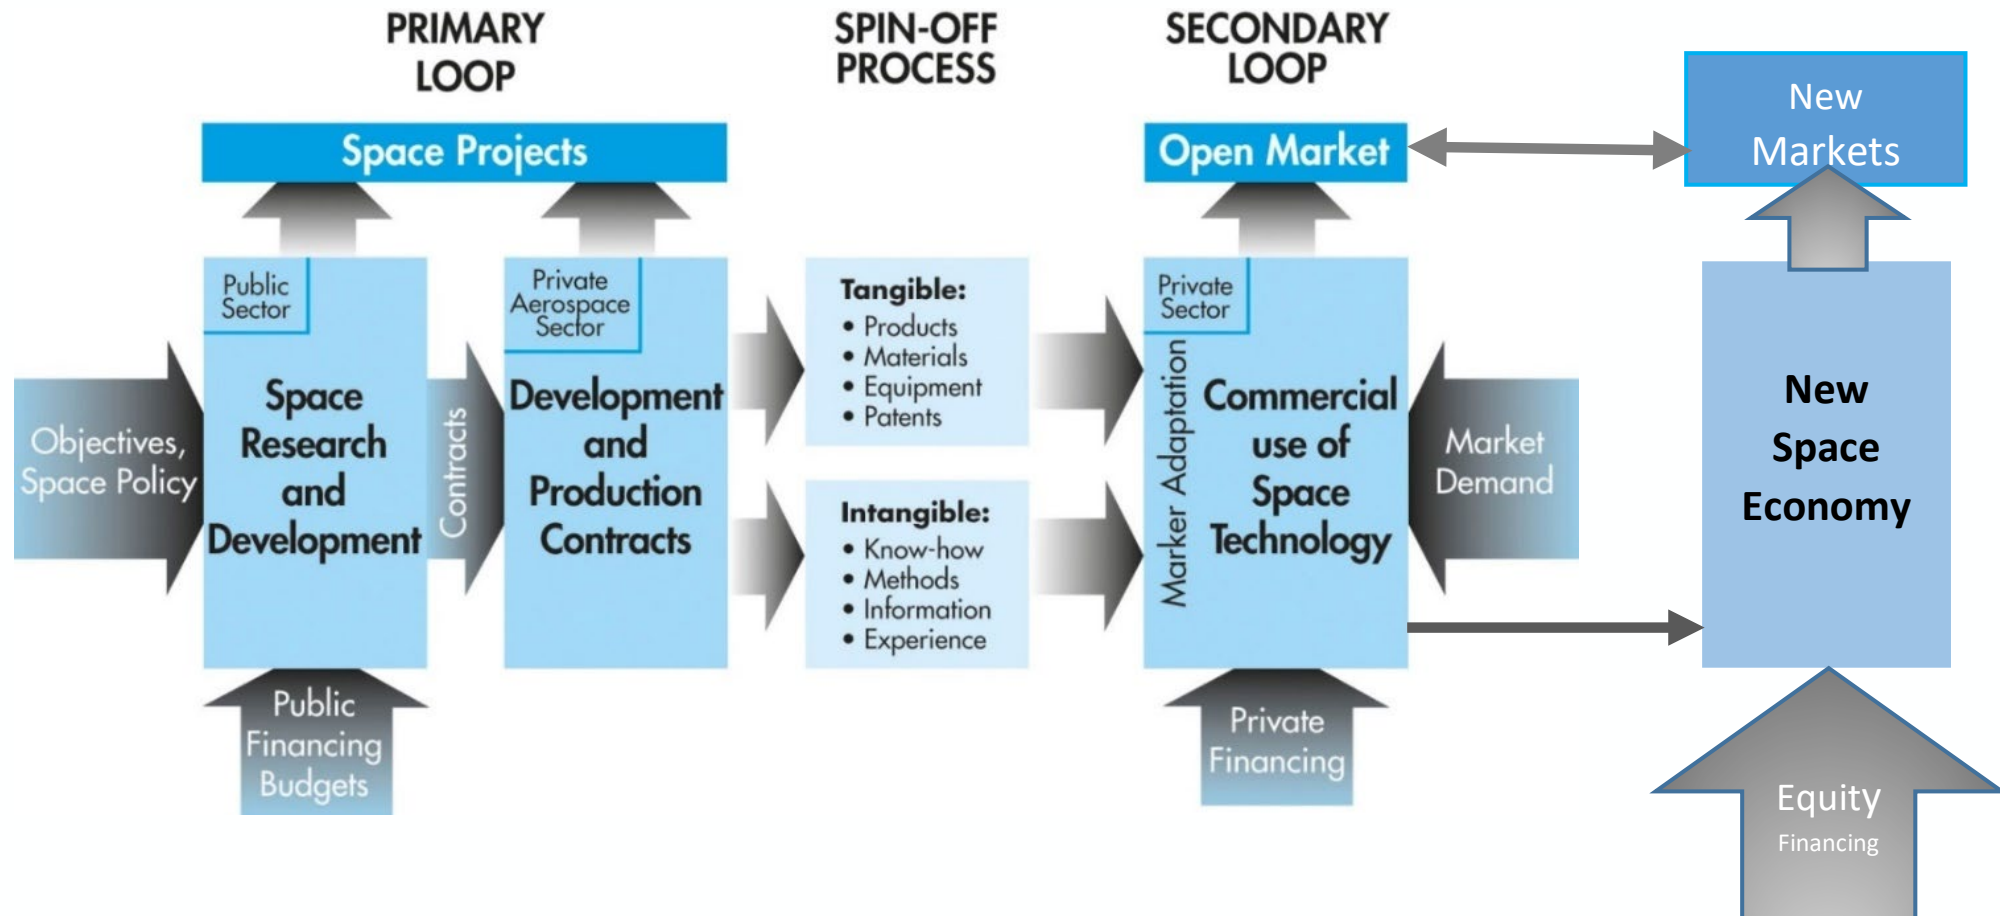 PRIMARY
LOOP
SPIN-OFF
PROCESS
SECONDARY
LOOP
Space Projects
Open Market
New
Markets
Objectives,
Space Policy
Public
Sector
Space
Research
and
Development
Public
Financing
Budgets
Contracts
Private
Aerospace
Sector
Development
and
Production
Contracts
Tangible:
• Products
• Materials
• Equipment
• Patents
Intangible:
• Know-how
• Methods
• Information
• Experience
Private
Sector
Marker Adaptation
Commercial
use of
Space
Technology
Private
Financing
Market
Demand
New
Space
Economy
Equity
Financing